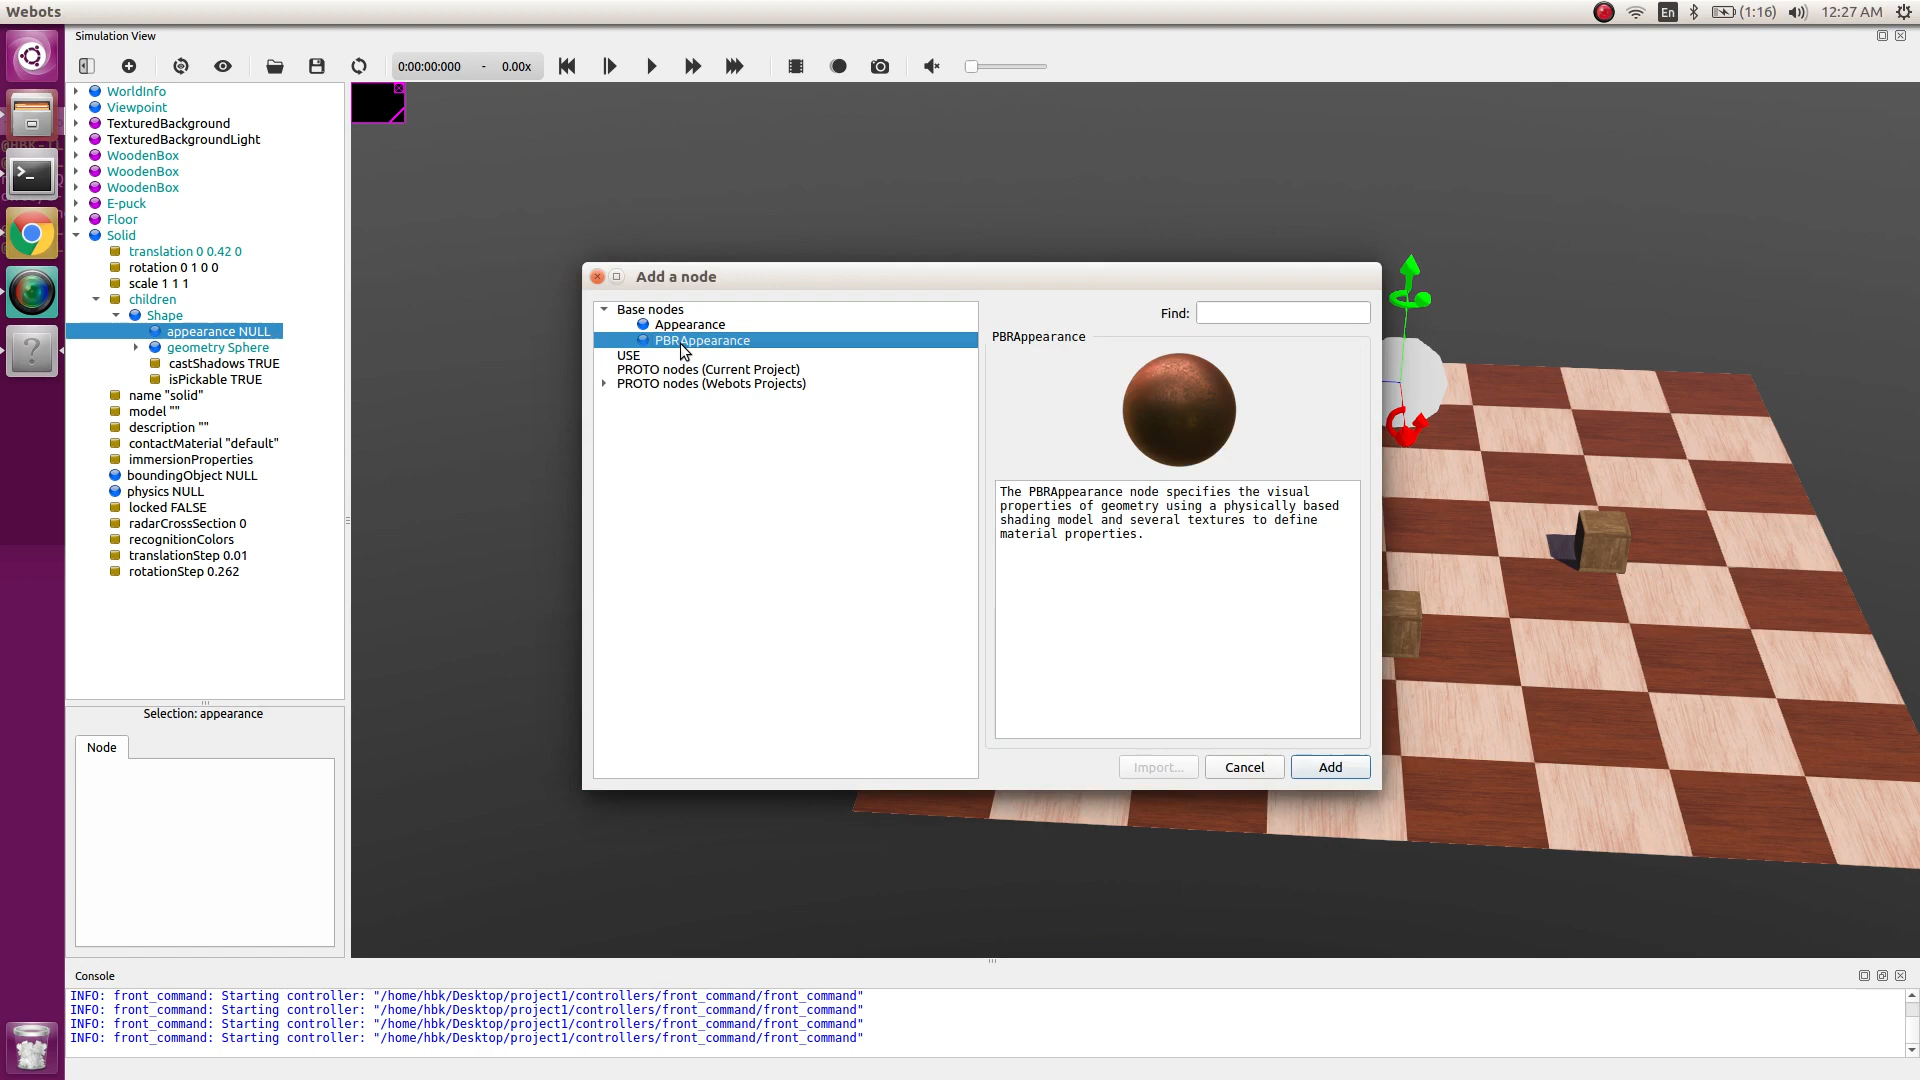 Webots
En
(1:16)
12:27 AM
Simulation View
0:00:00:000 - 0.00x
WorldInfo
Viewpoint
TexturedBackground
TexturedBackgroundLight
WoodenBox
WoodenBox
WoodenBox
E-puck
Floor
Solid
translation 0 0.42 0
rotation 0 1 0 0
scale 1 1 1
children
Shape
appearance NULL
geometry Sphere
castShadows TRUE
isPickable TRUE
name "solid"
model ""
description ""
contactMaterial "default"
immersionProperties
boundingObject NULL
physics NULL
locked FALSE
radarCrossSection 0
recognitionColors
translationStep 0.01
rotationStep 0.262
Selection: appearance
Node
Add a node
Base nodes
Appearance
PBRAppearance
USE
PROTO nodes (Current Project)
PROTO nodes (Webots Projects)
Find:
PBRAppearance
The PBRAppearance node specifies the visual
properties of geometry using a physically based
shading model and several textures to define
material properties.
Import...
Cancel
Add
Console
INFO: front_command: Starting controller: "/home/hbk/Desktop/project1/controllers/front_command/front_command"
INFO: front_command: Starting controller: "/home/hbk/Desktop/project1/controllers/front_command/front_command"
INFO: front_command: Starting controller: "/home/hbk/Desktop/project1/controllers/front_command/front_command"
INFO: front_command: Starting controller: "/home/hbk/Desktop/project1/controllers/front_command/front_command"